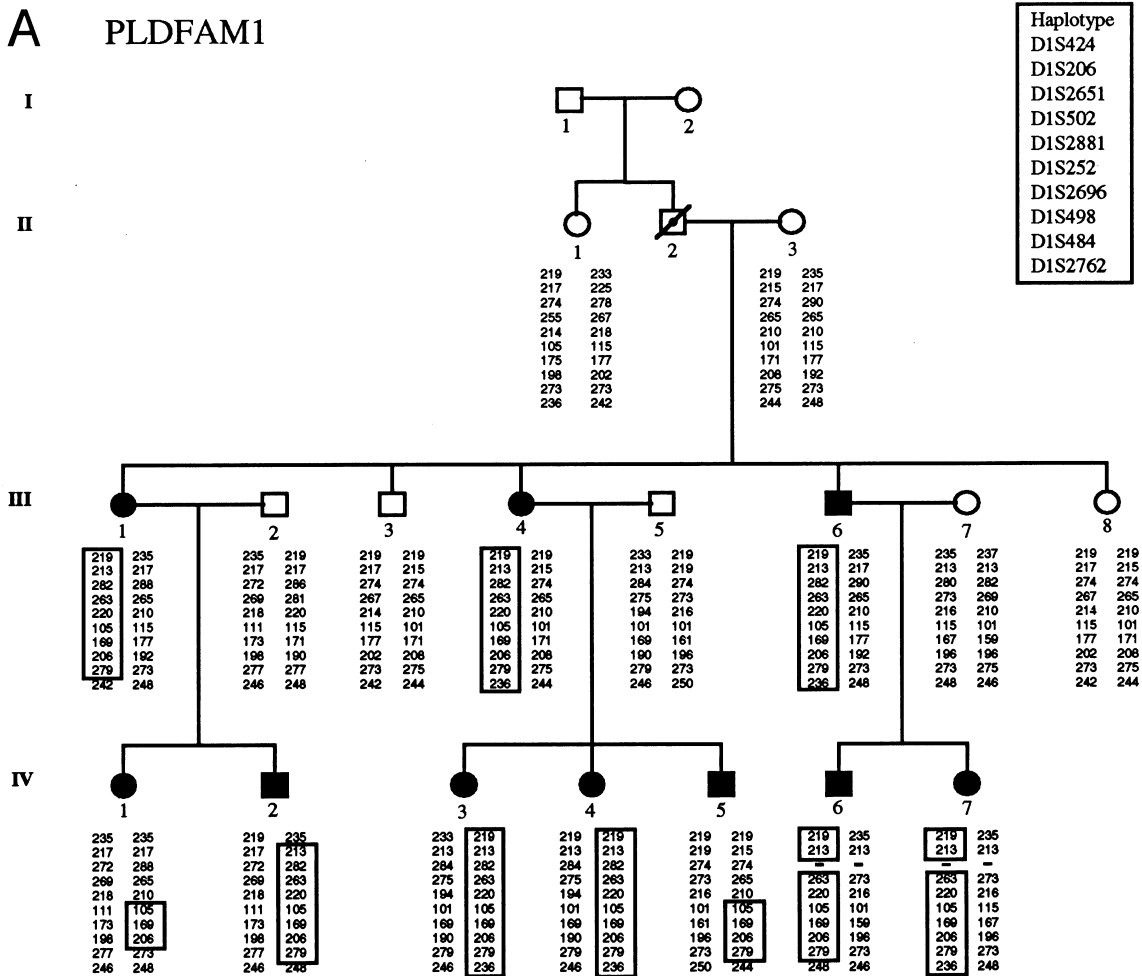 A PLDFAM1
Haplotype
D1S424
D1S206
D1S2651
D1S502
D1S2881
D1S252
D1S2696
D1S498
D1S484
D1S2762
I
1 2
II
1 2 3
219 233 219 235
217 225 215 217
274 278 274 290
255 267 265 265
214 218 210 210
105 115 101 115
175 177 171 177
198 202 208 192
273 273 275 273
236 242 244 248
III
1 2 3 4 5 6 7 8
219 235 235 219 219 219 219 219 233 219 219 235 235 237 219 219
213 217 217 217 217 215 213 215 213 219 213 217 213 213 217 215
282 288 272 286 274 274 282 274 284 274 282 290 280 282 274 274
263 265 269 281 267 265 263 265 275 273 263 265 273 269 267 265
220 210 218 220 214 210 220 210 194 216 220 210 216 210 214 210
105 115 111 115 115 101 105 101 101 101 105 115 115 101 115 101
169 177 173 171 177 171 169 171 169 161 169 177 167 159 177 171
206 192 198 190 202 208 206 208 190 196 206 192 196 196 202 208
279 273 277 277 273 275 279 275 279 273 279 273 273 275 273 275
242 248 246 248 242 244 236 244 246 250 236 248 248 246 242 244
IV
1 2 3 4 5 6 7
235 235 219 235 233 219 219 219 219 219 219 235 219 235
217 217 217 213 213 213 213 213 219 215 213 213 213 213
272 288 272 282 284 282 284 282 274 274 - - - -
269 265 269 263 275 263 275 263 273 265 263 273 263 273
218 210 218 220 194 220 194 220 216 210 220 216 220 216
111 105 111 105 101 105 101 105 101 105 105 101 105 115
173 169 173 169 169 169 169 169 161 169 169 159 169 167
198 206 198 206 190 206 190 206 196 206 206 196 206 196
277 273 277 279 279 279 279 279 273 279 279 273 279 273
246 248 246 248 246 236 246 236 250 244 248 246 236 248